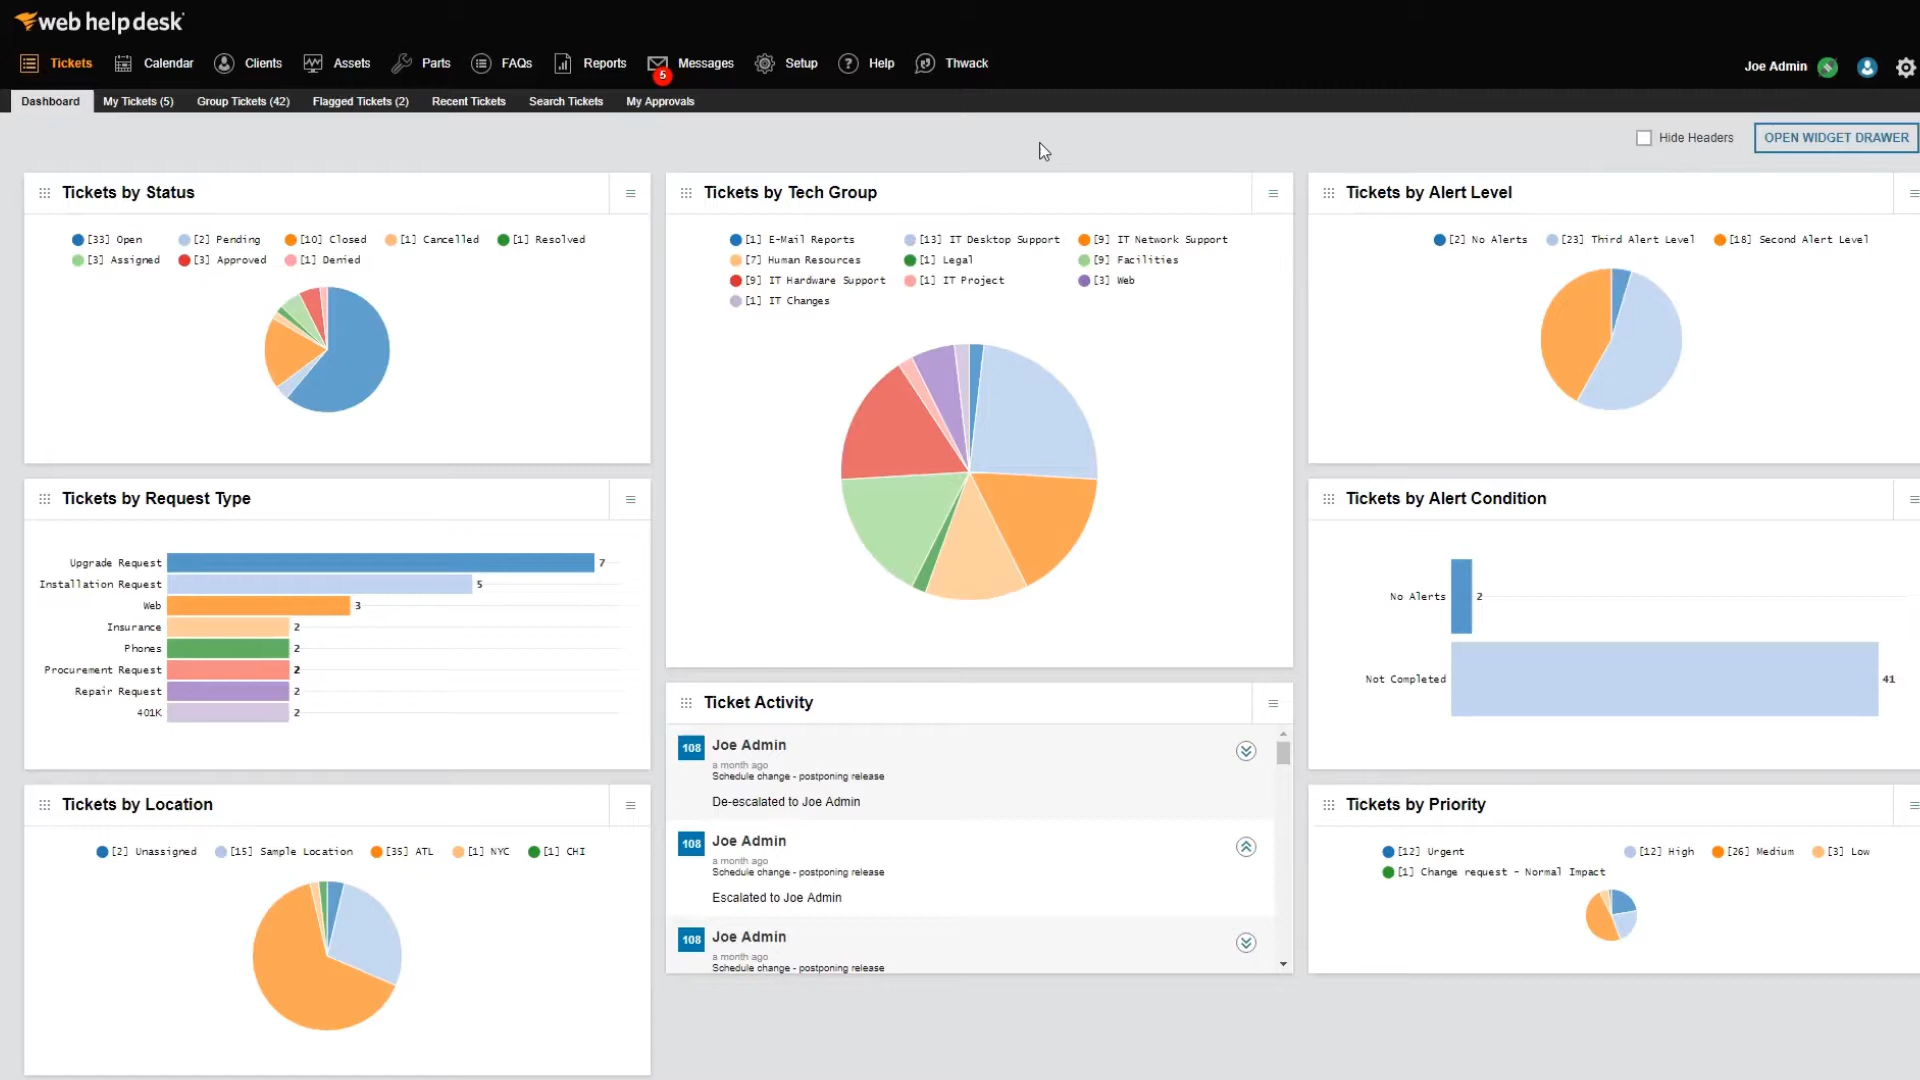 web help desk
Tickets Calendar Clients Assets Parts FAQs Reports Messages 5 Setup Help Thwack Joe Admin
Dashboard My Tickets (5) Group Tickets (42) Flagged Tickets (2) Recent Tickets Search Tickets My Approvals
Hide Headers OPEN WIDGET DRAWER
Tickets by Status
[33] Open [2] Pending [10] Closed [1] Cancelled [1] Resolved
[3] Assigned [3] Approved [1] Denied
Tickets by Request Type
Upgrade Request 7
Installation Request 5
Web 3
Insurance 2
Phones 2
Procurement Request 2
Repair Request 2
401K 2
Tickets by Location
[2] Unassigned [15] Sample Location [35] ATL [1] NYC [1] CHI
Tickets by Tech Group
[1] E-Mail Reports [13] IT Desktop Support [9] IT Network Support
[7] Human Resources [1] Legal [9] Facilities
[9] IT Hardware Support [1] IT Project [3] Web
[1] IT Changes
Ticket Activity
108 Joe Admin
a month ago
Schedule change - postponing release
De-escalated to Joe Admin
108 Joe Admin
a month ago
Schedule change - postponing release
Escalated to Joe Admin
108 Joe Admin
a month ago
Schedule change - postponing release
Tickets by Alert Level
[2] No Alerts [23] Third Alert Level [18] Second Alert Level
Tickets by Alert Condition
No Alerts 2
Not Completed 41
Tickets by Priority
[12] Urgent [12] High [26] Medium [3] Low
[1] Change request - Normal Impact